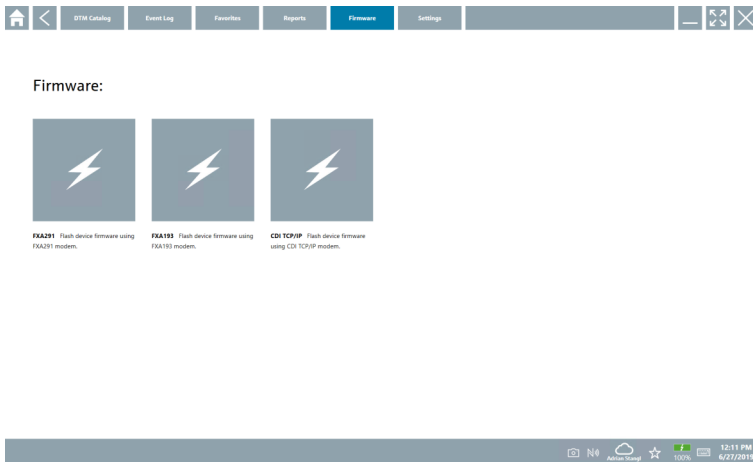 DTM Catalog
Event Log
Favorites
Reports
Firmware
Settings
Firmware:
FXA291 Flash device firmware using
FXA291 modem.
FXA193 Flash device firmware using
FXA193 modem.
CDI TCP/IP Flash device firmware
using CDI TCP/IP modem.
Adrian Stangl
100%
12:11 PM
6/27/2019